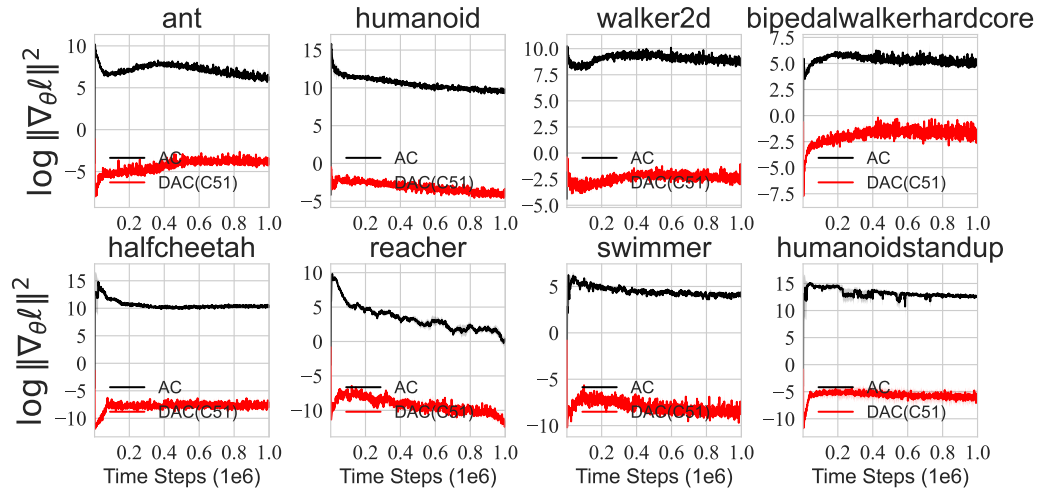 ant humanoid walker2d bipedalwalkerhardcore
log ‖∇θℓ‖²
10
5
0
−5
AC
DAC(C51)
0.2 0.4 0.6 0.8 1.0
15
10
5
0
−5
AC
DAC(C51)
0.2 0.4 0.6 0.8 1.0
10.0
7.5
5.0
2.5
0.0
−2.5
−5.0
AC
DAC(C51)
0.2 0.4 0.6 0.8 1.0
7.5
5.0
2.5
0.0
−2.5
−5.0
−7.5
AC
DAC(C51)
0.2 0.4 0.6 0.8 1.0
halfcheetah reacher swimmer humanoidstandup
log ‖∇θℓ‖²
15
10
5
0
−5
−10
AC
DAC(C51)
0.2 0.4 0.6 0.8 1.0
Time Steps (1e6)
10
5
0
−5
−10
AC
DAC(C51)
0.2 0.4 0.6 0.8 1.0
Time Steps (1e6)
5
0
−5
−10
AC
DAC(C51)
0.2 0.4 0.6 0.8 1.0
Time Steps (1e6)
15
10
5
0
−5
−10
AC
DAC(C51)
0.2 0.4 0.6 0.8 1.0
Time Steps (1e6)